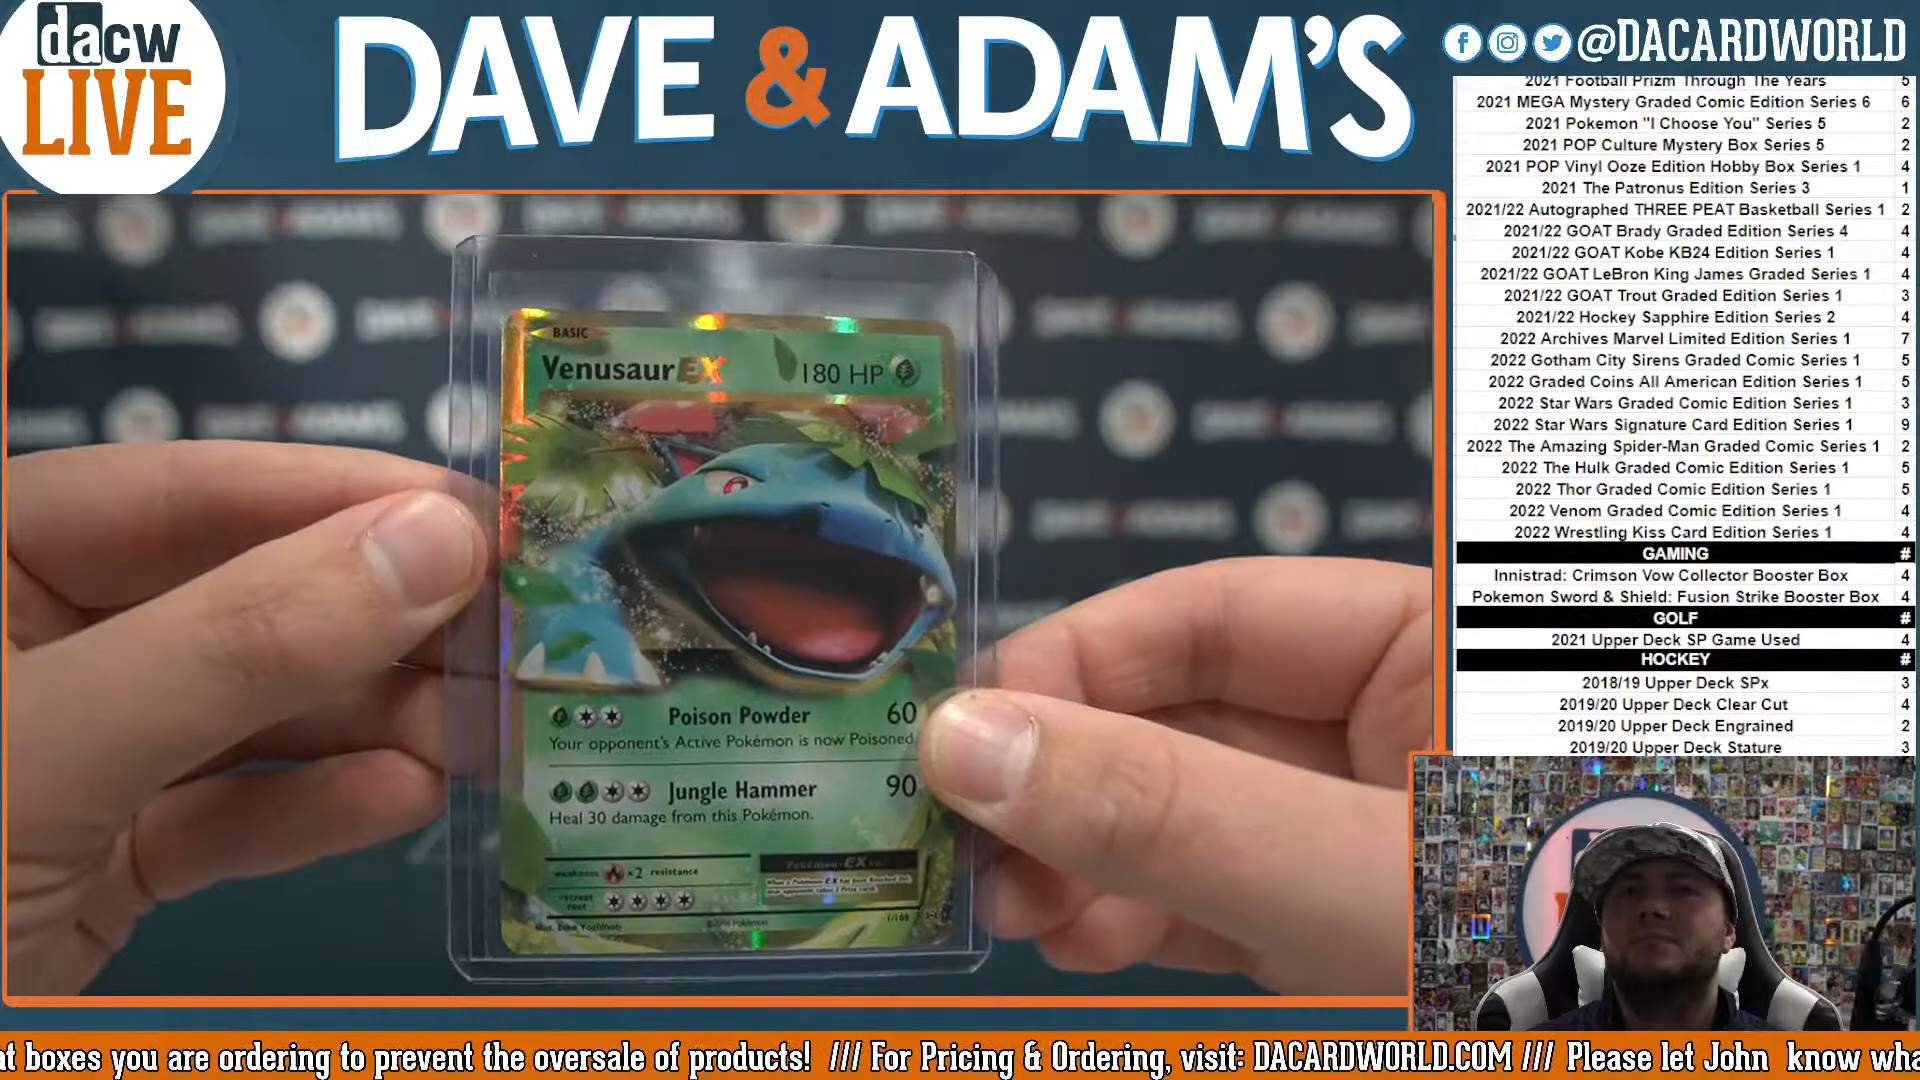 dacw
LIVE
DAVE & ADAM'S
@DACARDWORLD
2021 Football Prizm Through The Years 5
2021 MEGA Mystery Graded Comic Edition Series 6 6
2021 Pokemon "I Choose You" Series 5 2
2021 POP Culture Mystery Box Series 5 2
2021 POP Vinyl Ooze Edition Hobby Box Series 1 4
2021 The Patronus Edition Series 3 1
2021/22 Autographed THREE PEAT Basketball Series 1 2
2021/22 GOAT Brady Graded Edition Series 4 4
2021/22 GOAT Kobe KB24 Edition Series 1 4
2021/22 GOAT LeBron King James Graded Series 1 4
2021/22 GOAT Trout Graded Edition Series 1 3
2021/22 Hockey Sapphire Edition Series 2 4
2022 Archives Marvel Limited Edition Series 1 7
2022 Gotham City Sirens Graded Comic Series 1 5
2022 Graded Coins All American Edition Series 1 5
2022 Star Wars Graded Comic Edition Series 1 3
2022 Star Wars Signature Card Edition Series 1 9
2022 The Amazing Spider-Man Graded Comic Series 1 2
2022 The Hulk Graded Comic Edition Series 1 5
2022 Thor Graded Comic Edition Series 1 5
2022 Venom Graded Comic Edition Series 1 4
2022 Wrestling Kiss Card Edition Series 1 4
GAMING #
Innistrad: Crimson Vow Collector Booster Box 4
Pokemon Sword & Shield: Fusion Strike Booster Box 4
GOLF #
2021 Upper Deck SP Game Used 4
HOCKEY #
2018/19 Upper Deck SPx 3
2019/20 Upper Deck Clear Cut 4
2019/20 Upper Deck Engrained 2
2019/20 Upper Deck Stature 3
BASIC
Venusaur EX 180 HP
Poison Powder 60
Your opponent's Active Pokémon is now Poisoned.
Jungle Hammer 90
Heal 30 damage from this Pokémon.
weakness ×2 resistance
retreat cost
Pokémon-EX
1/108
at boxes you are ordering to prevent the oversale of products! /// For Pricing & Ordering, visit: DACARDWORLD.COM /// Please let John know wha